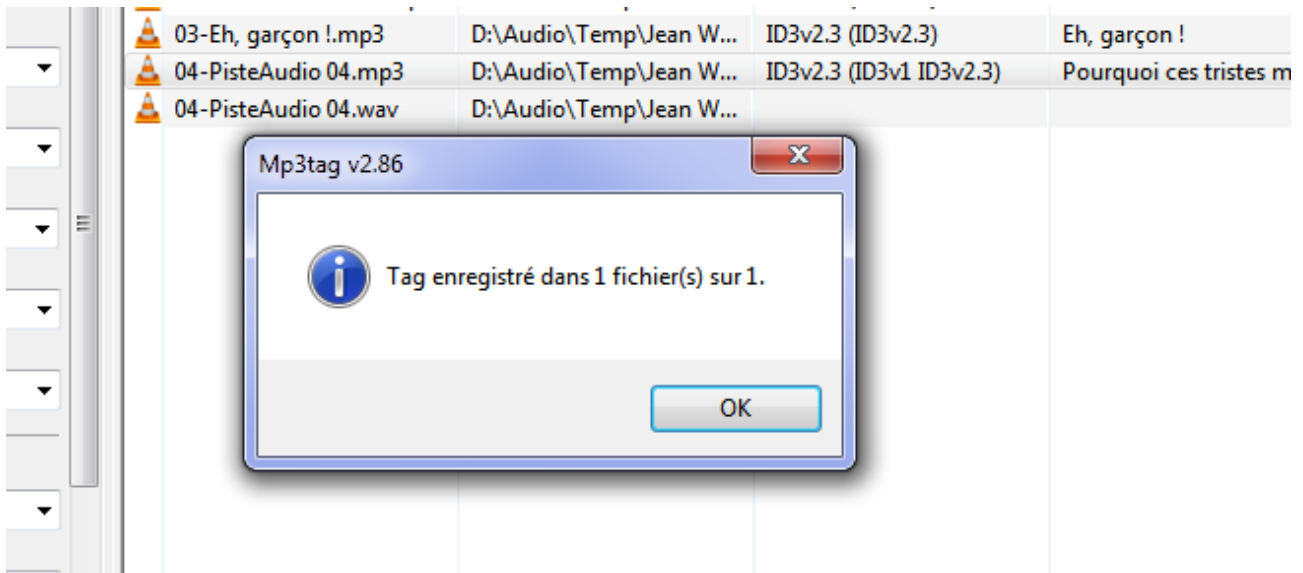 03-Eh, garçon !.mp3 D:\Audio\Temp\Jean W... ID3v2.3 (ID3v2.3) Eh, garçon !
04-PisteAudio 04.mp3 D:\Audio\Temp\Jean W... ID3v2.3 (ID3v1 ID3v2.3) Pourquoi ces tristes m
04-PisteAudio 04.wav D:\Audio\Temp\Jean W...
Mp3tag v2.86
Tag enregistré dans 1 fichier(s) sur 1.
OK